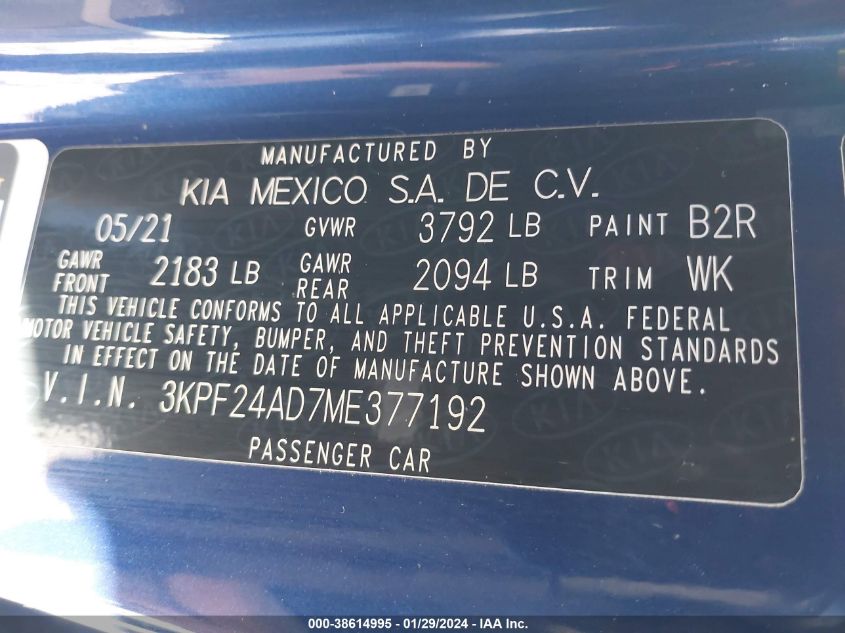 MANUFACTURED BY
KIA MEXICO S.A. DE C.V.
05/21 GVWR 3792 LB PAINT B2R
GAWR FRONT 2183 LB GAWR REAR 2094 LB TRIM WK
THIS VEHICLE CONFORMS TO ALL APPLICABLE U.S.A. FEDERAL
MOTOR VEHICLE SAFETY, BUMPER, AND THEFT PREVENTION STANDARDS
IN EFFECT ON THE DATE OF MANUFACTURE SHOWN ABOVE.
V.I.N. 3KPF24AD7ME377192
PASSENGER CAR
000-38614995 - 01/29/2024 - IAA Inc.